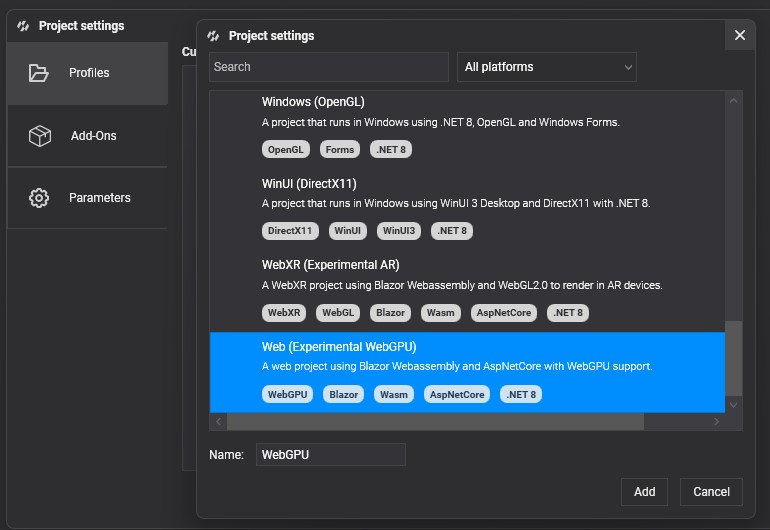 Project settings
Profiles
Add-Ons
Parameters
Cu
Project settings
Search
All platforms
Windows (OpenGL)
A project that runs in Windows using .NET 8, OpenGL and Windows Forms.
OpenGL Forms .NET 8
WinUI (DirectX11)
A project that runs in Windows using WinUI 3 Desktop and DirectX11 with .NET 8.
DirectX11 WinUI WinUI3 .NET 8
WebXR (Experimental AR)
A WebXR project using Blazor Webassembly and WebGL2.0 to render in AR devices.
WebXR WebGL Blazor Wasm AspNetCore .NET 8
Web (Experimental WebGPU)
A web project using Blazor Webassembly and AspNetCore with WebGPU support.
WebGPU Blazor Wasm AspNetCore .NET 8
Name: WebGPU
Add Cancel